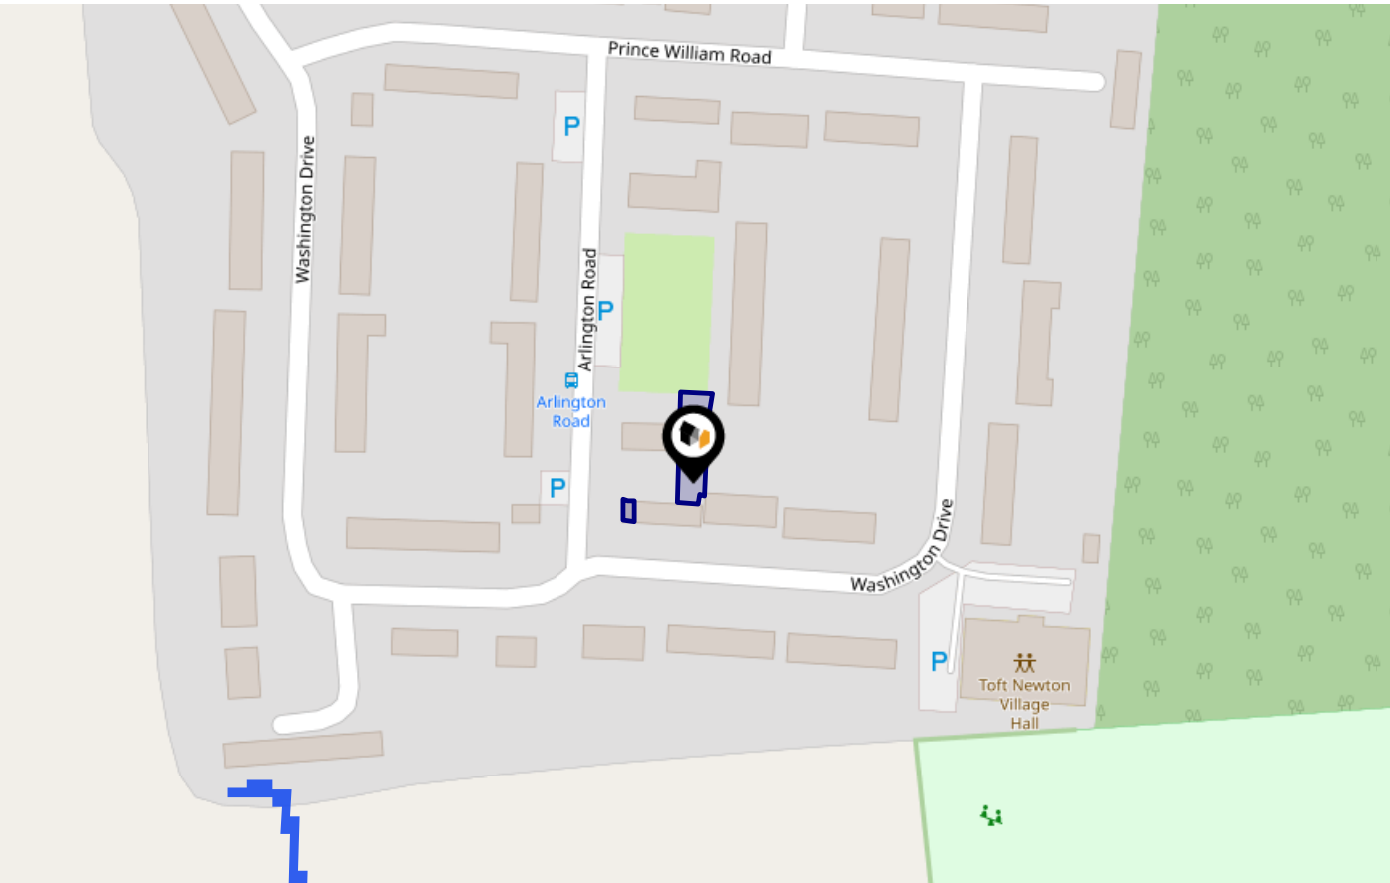 Prince William Road
P
Washington Drive
Arlington Road
P
Arlington
Road
P
Washington Drive
P
Toft Newton
Village
Hall